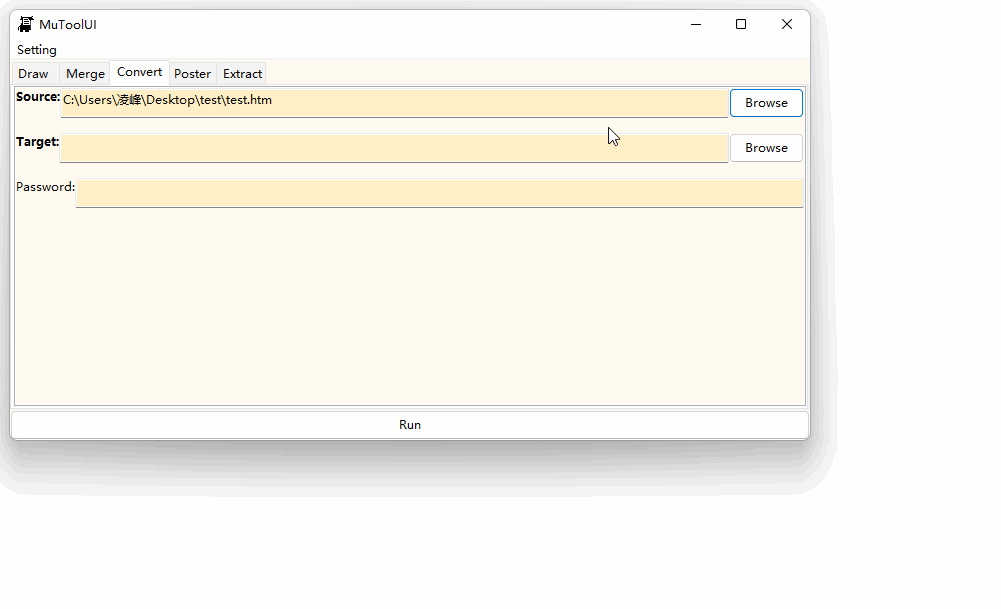 MuToolUI
Setting
Draw Merge Convert Poster Extract
Source: C:\Users\凌峰\Desktop\test\test.htm Browse
Target: Browse
Password:
Run